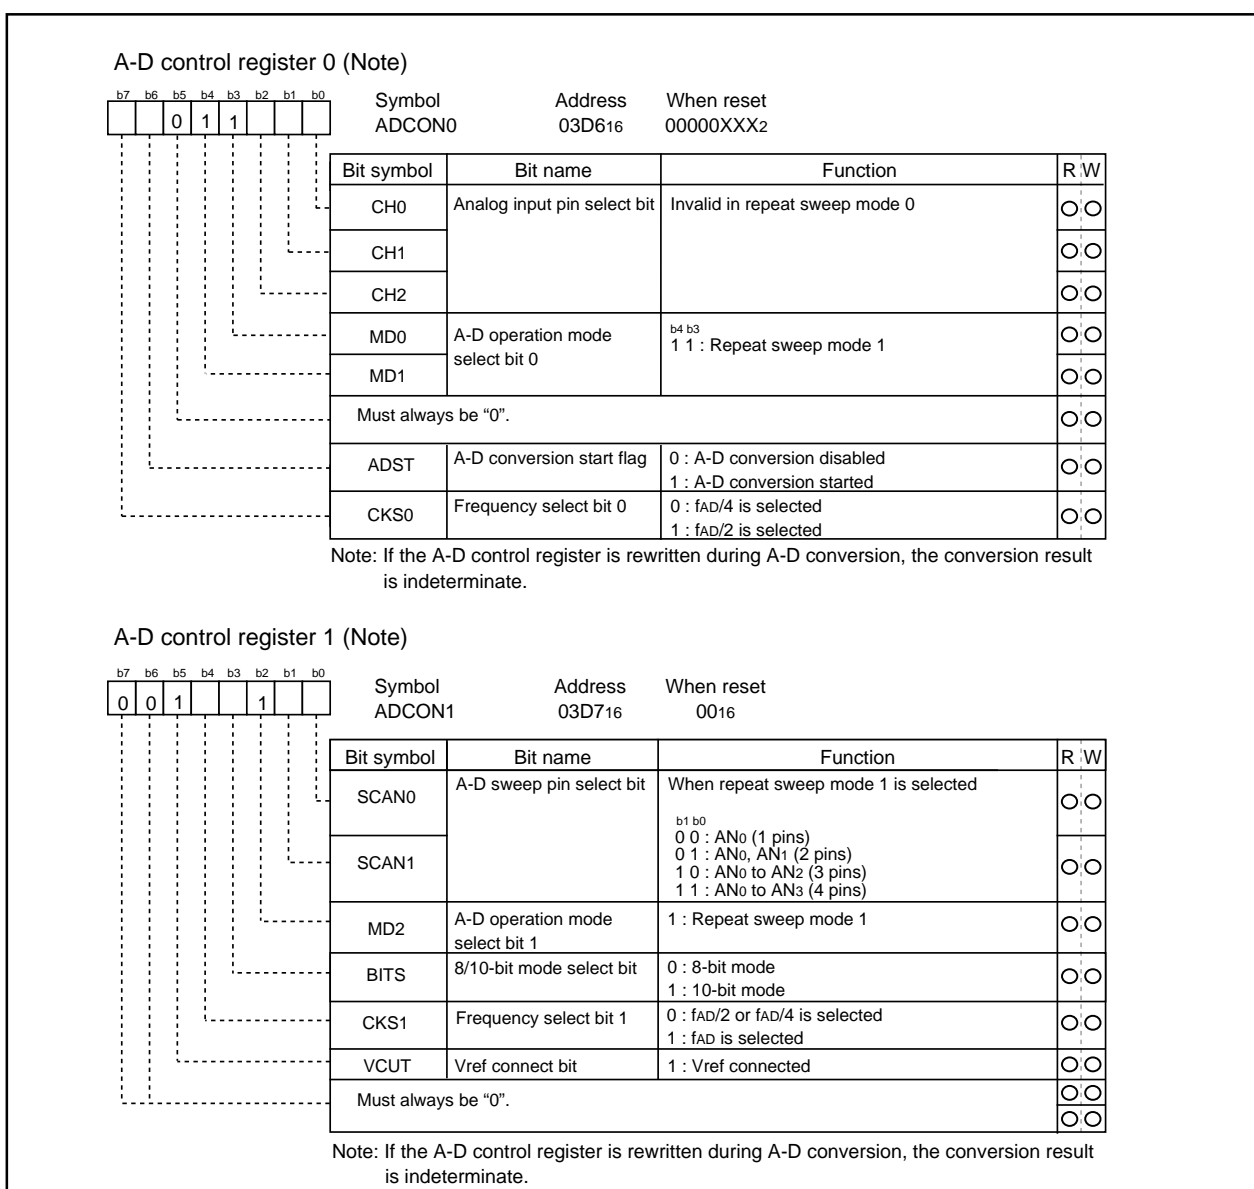 A-D control register 0 (Note)
b7 b6 b5 b4 b3 b2 b1 b0
0 1 1
Symbol Address When reset
ADCON0 03D616 00000XXX2
Bit symbol Bit name Function R W
CH0 Analog input pin select bit Invalid in repeat sweep mode 0
CH1
CH2
MD0 A-D operation mode select bit 0 b4 b3
1 1 : Repeat sweep mode 1
MD1
Must always be “0”.
ADST A-D conversion start flag 0 : A-D conversion disabled
1 : A-D conversion started
CKS0 Frequency select bit 0 0 : fAD/4 is selected
1 : fAD/2 is selected
Note: If the A-D control register is rewritten during A-D conversion, the conversion result
is indeterminate.
A-D control register 1 (Note)
b7 b6 b5 b4 b3 b2 b1 b0
0 0 1 1
Symbol Address When reset
ADCON1 03D716 0016
Bit symbol Bit name Function R W
SCAN0 A-D sweep pin select bit When repeat sweep mode 1 is selected
b1 b0
0 0 : AN0 (1 pins)
0 1 : AN0, AN1 (2 pins)
SCAN1 1 0 : AN0 to AN2 (3 pins)
1 1 : AN0 to AN3 (4 pins)
MD2 A-D operation mode select bit 1 1 : Repeat sweep mode 1
BITS 8/10-bit mode select bit 0 : 8-bit mode
1 : 10-bit mode
CKS1 Frequency select bit 1 0 : fAD/2 or fAD/4 is selected
1 : fAD is selected
VCUT Vref connect bit 1 : Vref connected
Must always be “0”.
Note: If the A-D control register is rewritten during A-D conversion, the conversion result
is indeterminate.